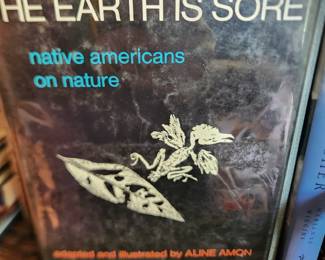 HE EARTH IS SORE
native americans
on nature
adapted and illustrated by ALINE AMON